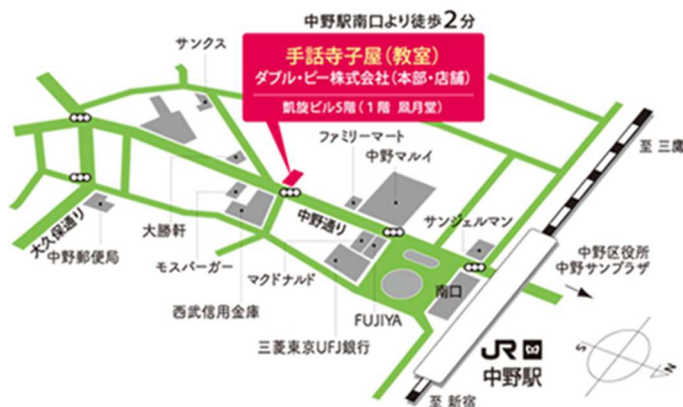 中野駅南口より徒歩2分
サンクス
手話寺子屋(教室)
ダブル・ピー株式会社(本部・店舗)
凱旋ビル5階(1階 凮月堂)
ファミリーマート
中野マルイ
至 三鷹
大久保通り
中野郵便局
大勝軒
モスバーガー
西武信用金庫
マクドナルド
中野通り
三菱東京UFJ銀行
FUJIYA
サンジェルマン
南口
中野区役所
中野サンプラザ
JR
中野駅
至 新宿
S
N